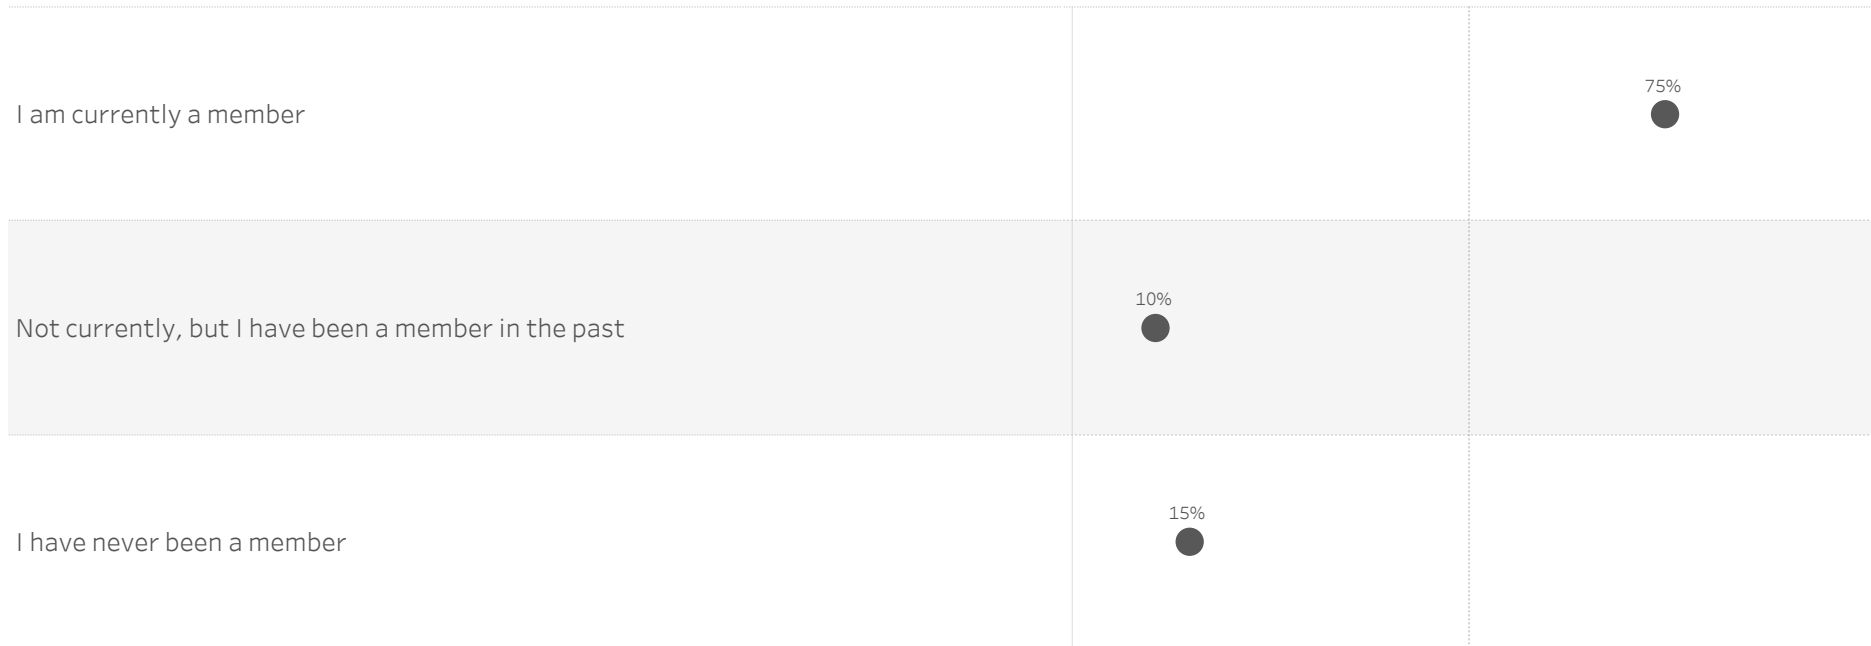 75%
I am currently a member
10%
Not currently, but I have been a member in the past
15%
I have never been a member